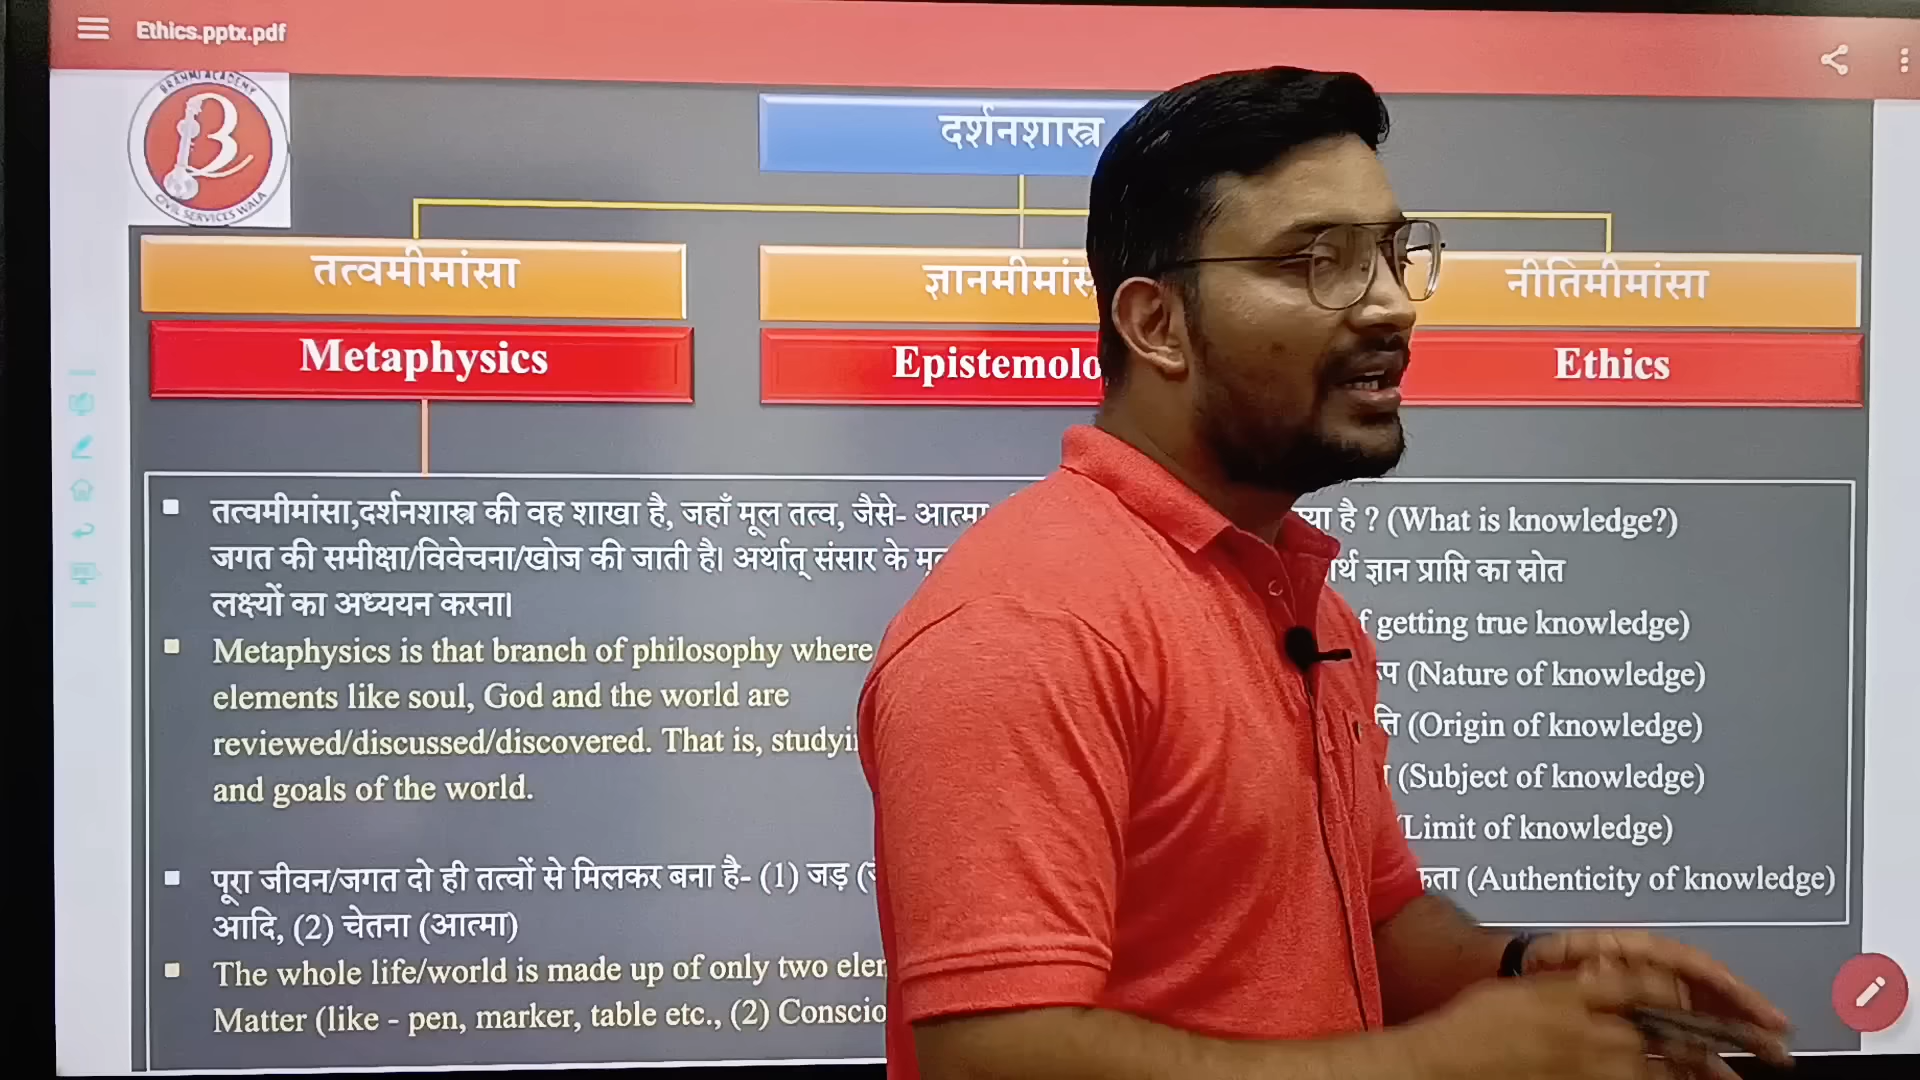 Ethics.pptx.pdf
BRAHMI ACADEMY
CIVIL SERVICES WALA
दर्शनशास्त्र
तत्वमीमांसा
नीतिमीमांसा
Metaphysics
Ethics
तत्वमीमांसा,दर्शनशास्त्र की वह शाखा है, जहाँ मूल तत्व, जैसे- आत्मा
जगत की समीक्षा/विवेचना/खोज की जाती है। अर्थात् संसार के
लक्ष्यों का अध्ययन करना।
Metaphysics is that branch of philosophy where
elements like soul, God and the world are
reviewed/discussed/discovered. That is,
and goals of the world.
पूरा जीवन/जगत दो ही तत्वों से मिलकर बना है- (1) जड़
आदि, (2) चेतना (आत्मा)
The whole life/world is made up of only two
Matter (like - pen, marker, table etc., (2)
है ? (What is knowledge?)
ज्ञान प्राप्ति का स्रोत
getting true knowledge)
(Nature of knowledge)
(Origin of knowledge)
(Subject of knowledge)
(Limit of knowledge)
(Authenticity of knowledge)